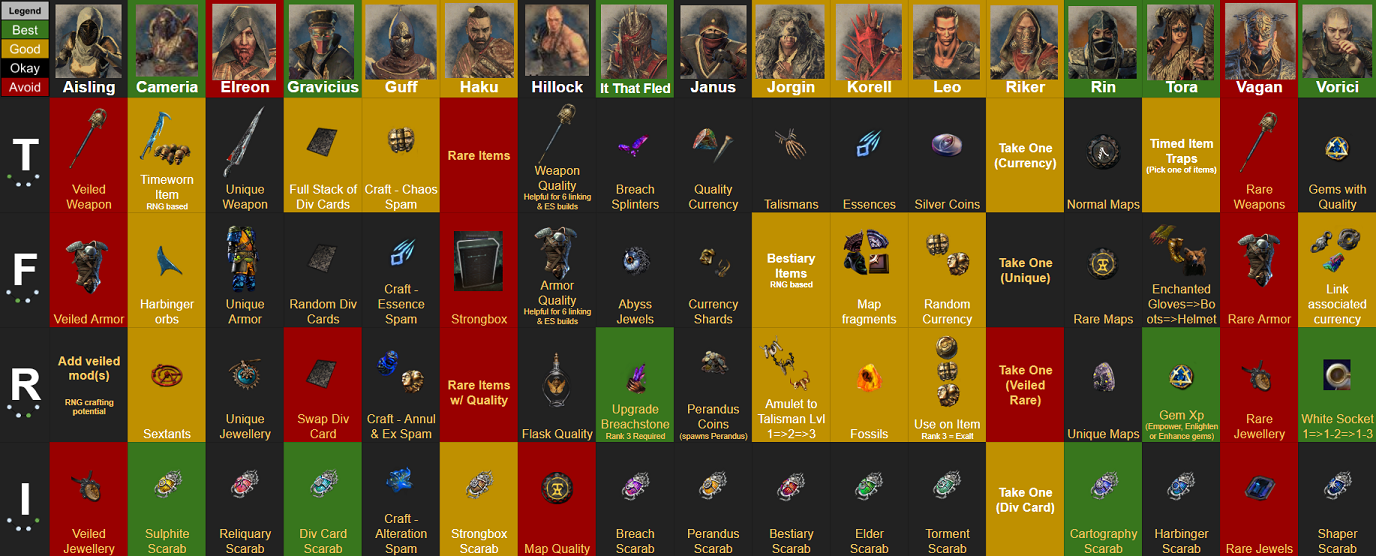 Legend
Best
Good
Okay
Avoid
Aisling
Cameria
Elreon
Gravicius
Guff
Haku
Hillock
It That Fled
Janus
Jorgin
Korell
Leo
Riker
Rin
Tora
Vagan
Vorici
T
Veiled
Weapon
Timeworn
Item
RNG based
Unique
Weapon
Full Stack of
Div Cards
Craft - Chaos
Spam
Rare Items
Weapon
Quality
Helpful for 6 linking
& ES builds
Breach
Splinters
Quality
Currency
Talismans
Essences
Silver Coins
Take One
(Currency)
Normal Maps
Timed Item
Traps
(Pick one of items)
Rare
Weapons
Gems with
Quality
F
Veiled Armor
Harbinger
orbs
Unique
Armor
Random Div
Cards
Craft -
Essence
Spam
Strongbox
Armor
Quality
Helpful for 6 linking
& ES builds
Abyss
Jewels
Currency
Shards
Bestiary
Items
RNG based
Map
fragments
Random
Currency
Take One
(Unique)
Rare Maps
Enchanted
Gloves=>Bo
ots=>Helmet
Rare Armor
Link
associated
currency
R
Add veiled
mod(s)
RNG crafting
potential
Sextants
Unique
Jewellery
Swap Div
Card
Craft - Annul
& Ex Spam
Rare Items
w/ Quality
Flask Quality
Upgrade
Breachstone
Rank 3 Required
Perandus
Coins
(spawns Perandus)
Amulet to
Talisman Lvl
1=>2=>3
Fossils
Use on Item
Rank 3 = Exalt
Take One
(Veiled
Rare)
Unique Maps
Gem Xp
(Empower, Enlighten
or Enhance gems)
Rare
Jewellery
White Socket
1=>1-2=>1-3
I
Veiled
Jewellery
Sulphite
Scarab
Reliquary
Scarab
Div Card
Scarab
Craft -
Alteration
Spam
Strongbox
Scarab
Map Quality
Breach
Scarab
Perandus
Scarab
Bestiary
Scarab
Elder
Scarab
Torment
Scarab
Take One
(Div Card)
Cartography
Scarab
Harbinger
Scarab
Rare Jewels
Shaper
Scarab